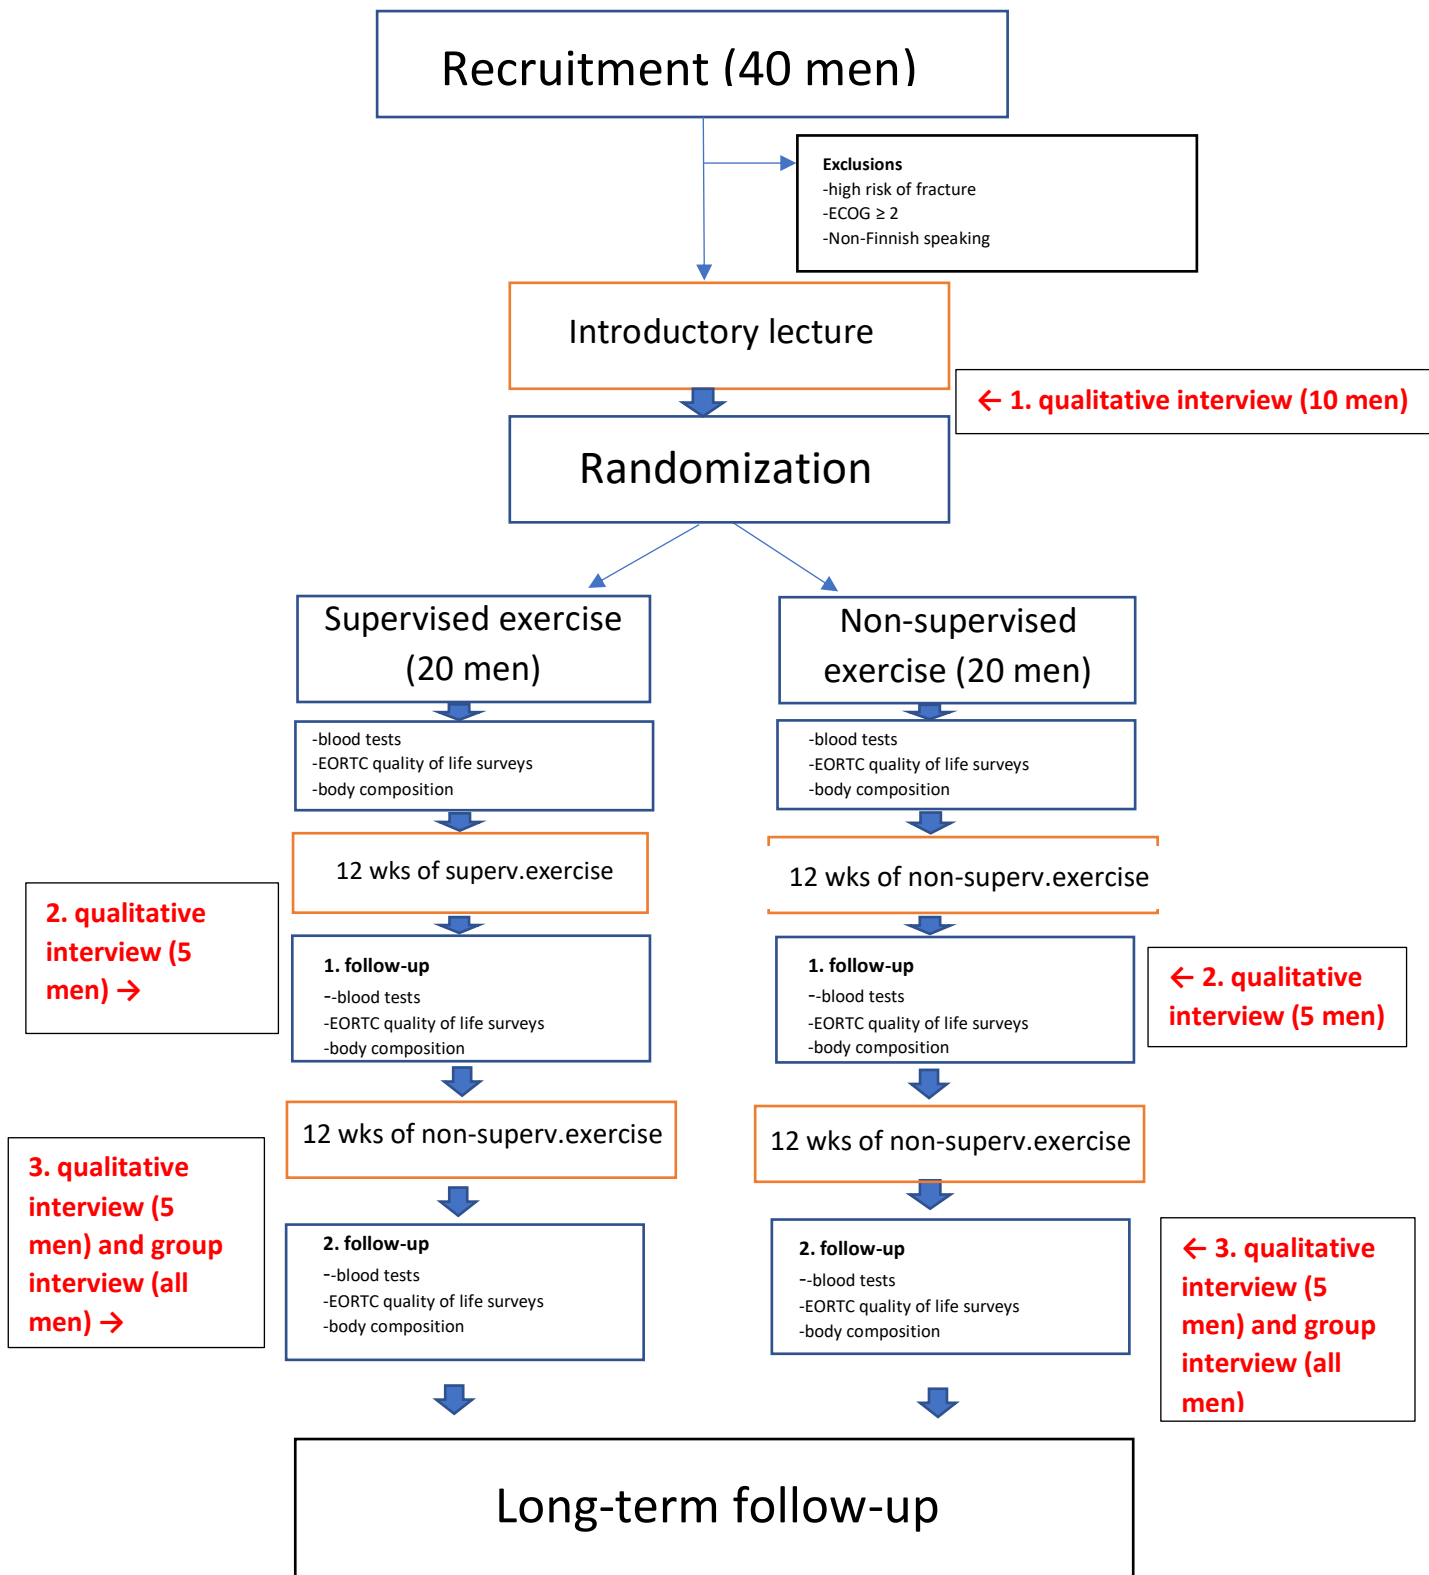 Recruitment (40 men)
Exclusions
-high risk of fracture
-ECOG ≥ 2
-Non-Finnish speaking
Introductory lecture
← 1. qualitative interview (10 men)
Randomization
Supervised exercise
(20 men)
Non-supervised
exercise (20 men)
-blood tests
-EORTC quality of life surveys
-body composition
-blood tests
-EORTC quality of life surveys
-body composition
12 wks of superv.exercise
12 wks of non-superv.exercise
2. qualitative
interview (5
men) →
1. follow-up
--blood tests
-EORTC quality of life surveys
-body composition
1. follow-up
--blood tests
-EORTC quality of life surveys
-body composition
← 2. qualitative
interview (5 men)
12 wks of non-superv.exercise
12 wks of non-superv.exercise
3. qualitative
interview (5
men) and group
interview (all
men) →
2. follow-up
--blood tests
-EORTC quality of life surveys
-body composition
2. follow-up
--blood tests
-EORTC quality of life surveys
-body composition
← 3. qualitative
interview (5
men) and group
interview (all
men)
Long-term follow-up